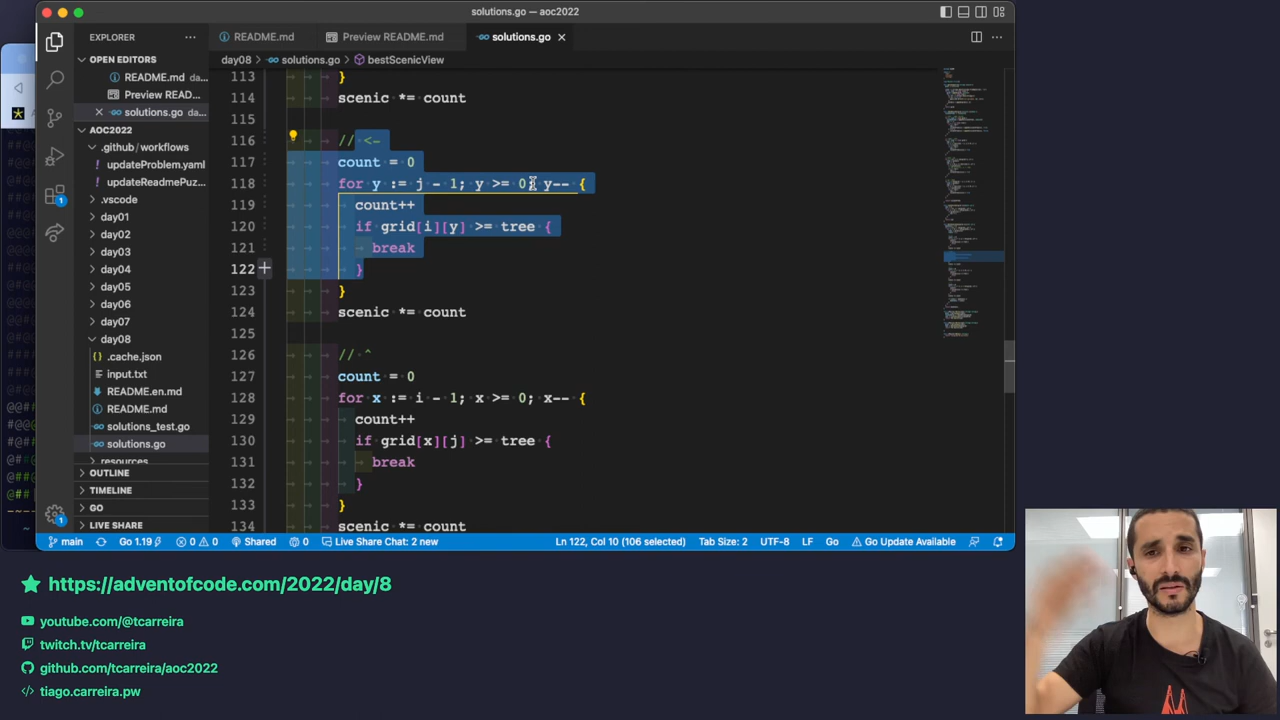 solutions.go — aoc2022
EXPLORER
README.md
Preview README.md
solutions.go
day08 > solutions.go > bestScenicView
OPEN EDITORS
README.md da...
Preview READ...
solutions.go da...
AOC2022
.github/workflows
updateProblem.yaml
updateReadmePuz...
.vscode
day01
day02
day03
day04
day05
day06
day07
day08
.cache.json
input.txt
README.en.md
README.md
solutions_test.go
solutions.go
resources
OUTLINE
TIMELINE
GO
LIVE SHARE
113 }
114 scenic *= count
115
116 // <-
117 count = 0
118 for y := j - 1; y >= 0; y-- {
119 count++
120 if grid[i][y] >= tree {
121 break
122 }
123 }
124 scenic *= count
125
126 // ^
127 count = 0
128 for x := i - 1; x >= 0; x-- {
129 count++
130 if grid[x][j] >= tree {
131 break
132 }
133 }
134 scenic *= count
main Go 1.19 0 0 Shared 0 Live Share Chat: 2 new Ln 122, Col 10 (106 selected) Tab Size: 2 UTF-8 LF Go Go Update Available
https://adventofcode.com/2022/day/8
youtube.com/@tcarreira
twitch.tv/tcarreira
github.com/tcarreira/aoc2022
tiago.carreira.pw